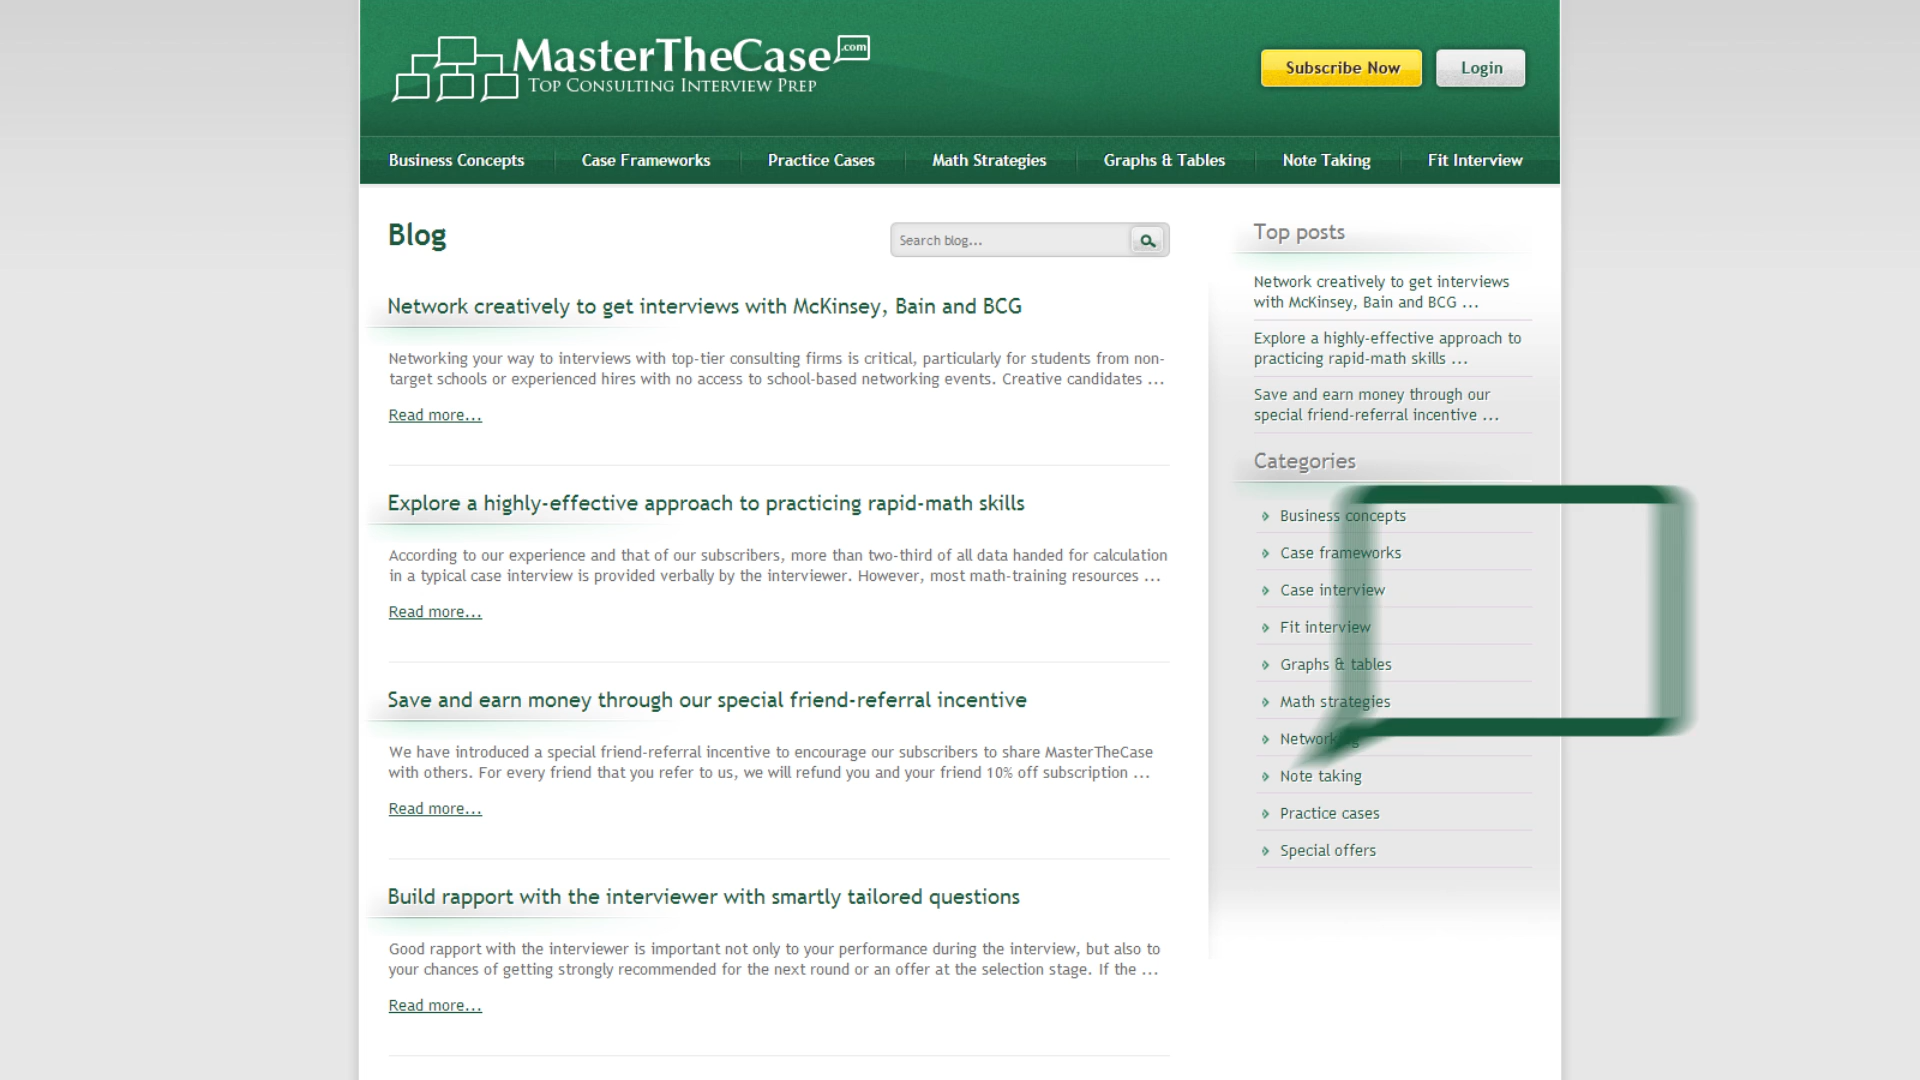 MasterTheCase.com
Top Consulting Interview Prep
Subscribe Now
Login
Business Concepts
Case Frameworks
Practice Cases
Math Strategies
Graphs & Tables
Note Taking
Fit Interview
Blog
Search blog...
Network creatively to get interviews with McKinsey, Bain and BCG
Networking your way to interviews with top-tier consulting firms is critical, particularly for students from non-
target schools or experienced hires with no access to school-based networking events. Creative candidates ...
Read more...
Explore a highly-effective approach to practicing rapid-math skills
According to our experience and that of our subscribers, more than two-third of all data handed for calculation
in a typical case interview is provided verbally by the interviewer. However, most math-training resources ...
Read more...
Save and earn money through our special friend-referral incentive
We have introduced a special friend-referral incentive to encourage our subscribers to share MasterTheCase
with others. For every friend that you refer to us, we will refund you and your friend 10% off subscription ...
Read more...
Build rapport with the interviewer with smartly tailored questions
Good rapport with the interviewer is important not only to your performance during the interview, but also to
your chances of getting strongly recommended for the next round or an offer at the selection stage. If the ...
Read more...
Top posts
Network creatively to get interviews
with McKinsey, Bain and BCG ...
Explore a highly-effective approach to
practicing rapid-math skills ...
Save and earn money through our
special friend-referral incentive ...
Categories
Business concepts
Case frameworks
Case interview
Fit interview
Graphs & tables
Math strategies
Networking
Note taking
Practice cases
Special offers